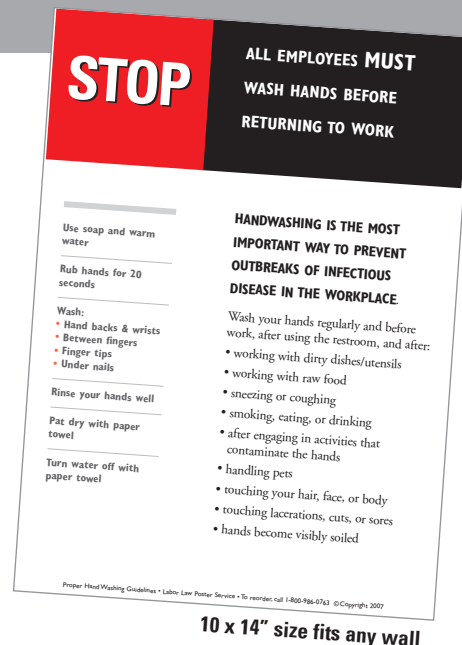 STOP
ALL EMPLOYEES MUST
WASH HANDS BEFORE
RETURNING TO WORK
Use soap and warm
water
Rub hands for 20
seconds
Wash:
• Hand backs & wrists
• Between fingers
• Finger tips
• Under nails
Rinse your hands well
Pat dry with paper
towel
Turn water off with
paper towel
HANDWASHING IS THE MOST
IMPORTANT WAY TO PREVENT
OUTBREAKS OF INFECTIOUS
DISEASE IN THE WORKPLACE.
Wash your hands regularly and before
work, after using the restroom, and after:
• working with dirty dishes/utensils
• working with raw food
• sneezing or coughing
• smoking, eating, or drinking
• after engaging in activities that
contaminate the hands
• handling pets
• touching your hair, face, or body
• touching lacerations, cuts, or sores
• hands become visibly soiled
Proper Hand Washing Guidelines • Labor Law Poster Service • To reorder, call 1-800-986-0763 © Copyright 2007
10 x 14" size fits any wall